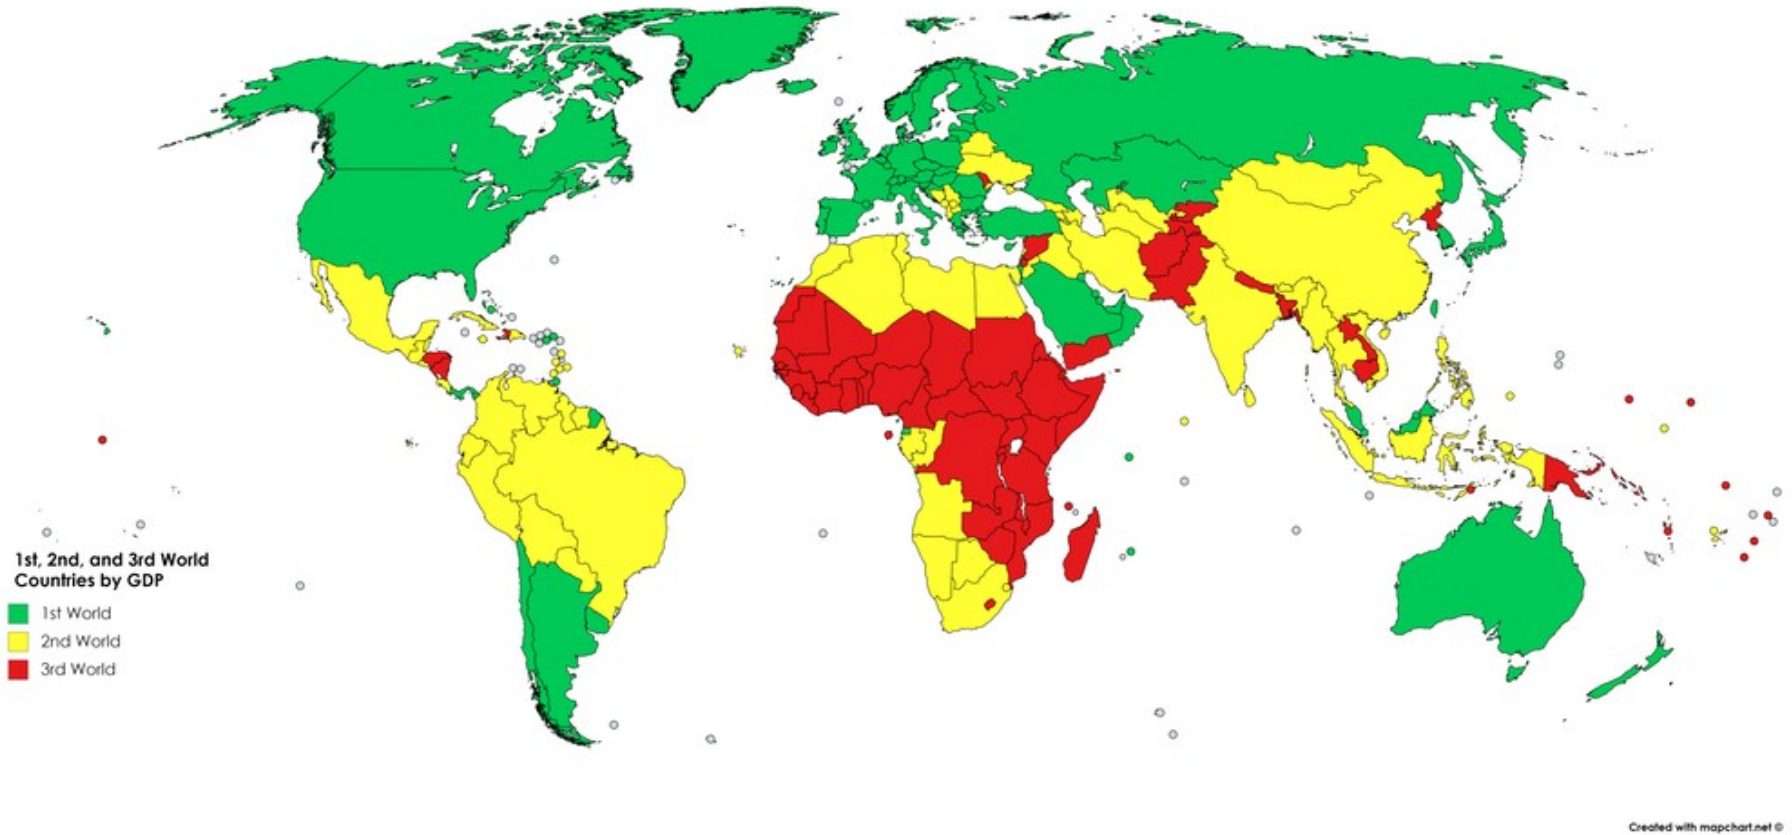 1st, 2nd, and 3rd World
Countries by GDP
1st World
2nd World
3rd World
Created with mapchart.net ©